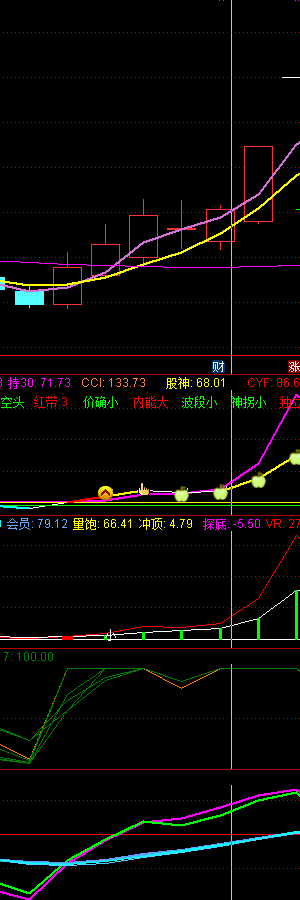 财 涨
持30: 71.73 CCI: 133.73 股神: 68.01 CYF: 86.6
空头 红带:3 价确小 内能大 波段小 神拐小 独立
会员: 79.12 量饱: 66.41 冲顶: 4.79 探底: -5.50 VR: 27
7: 100.00